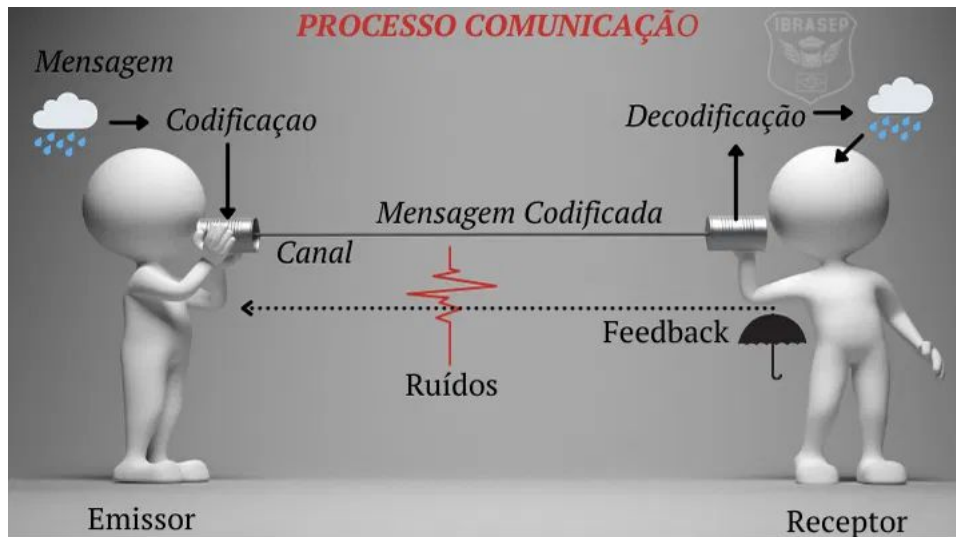 PROCESSO COMUNICAÇÃO
IBRASEP
Mensagem
Codificaçao
Decodificação
Mensagem Codificada
Canal
Feedback
Ruídos
Emissor
Receptor